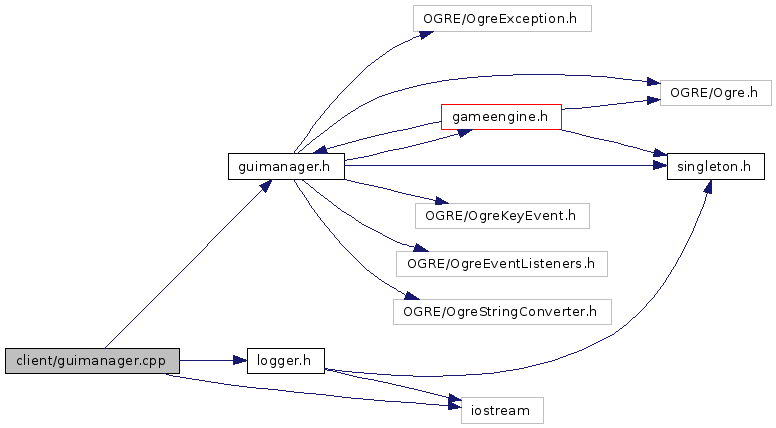 OGRE/OgreException.h
OGRE/Ogre.h
gameengine.h
guimanager.h
singleton.h
OGRE/OgreKeyEvent.h
OGRE/OgreEventListeners.h
OGRE/OgreStringConverter.h
client/guimanager.cpp
logger.h
iostream